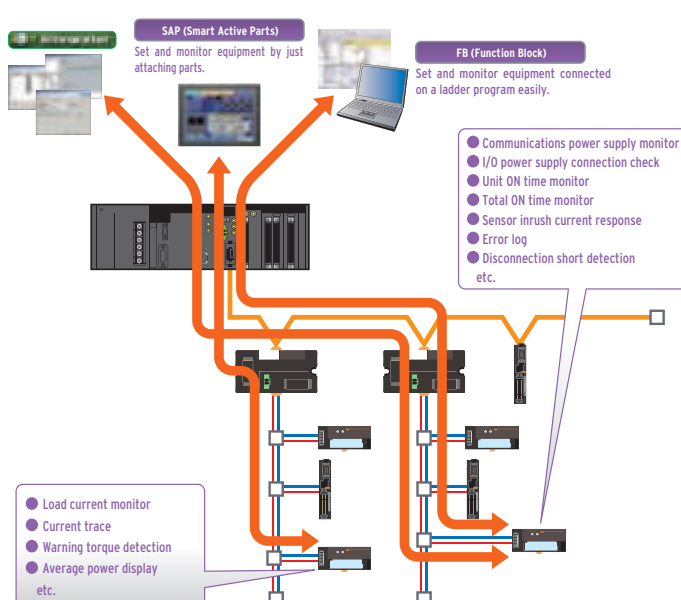 SAP (Smart Active Parts)
Set and monitor equipment by just
attaching parts.
FB (Function Block)
Set and monitor equipment connected
on a ladder program easily.
Communications power supply monitor
I/O power supply connection check
Unit ON time monitor
Total ON time monitor
Sensor inrush current response
Error log
Disconnection short detection
etc.
Load current monitor
Current trace
Warning torque detection
Average power display
etc.